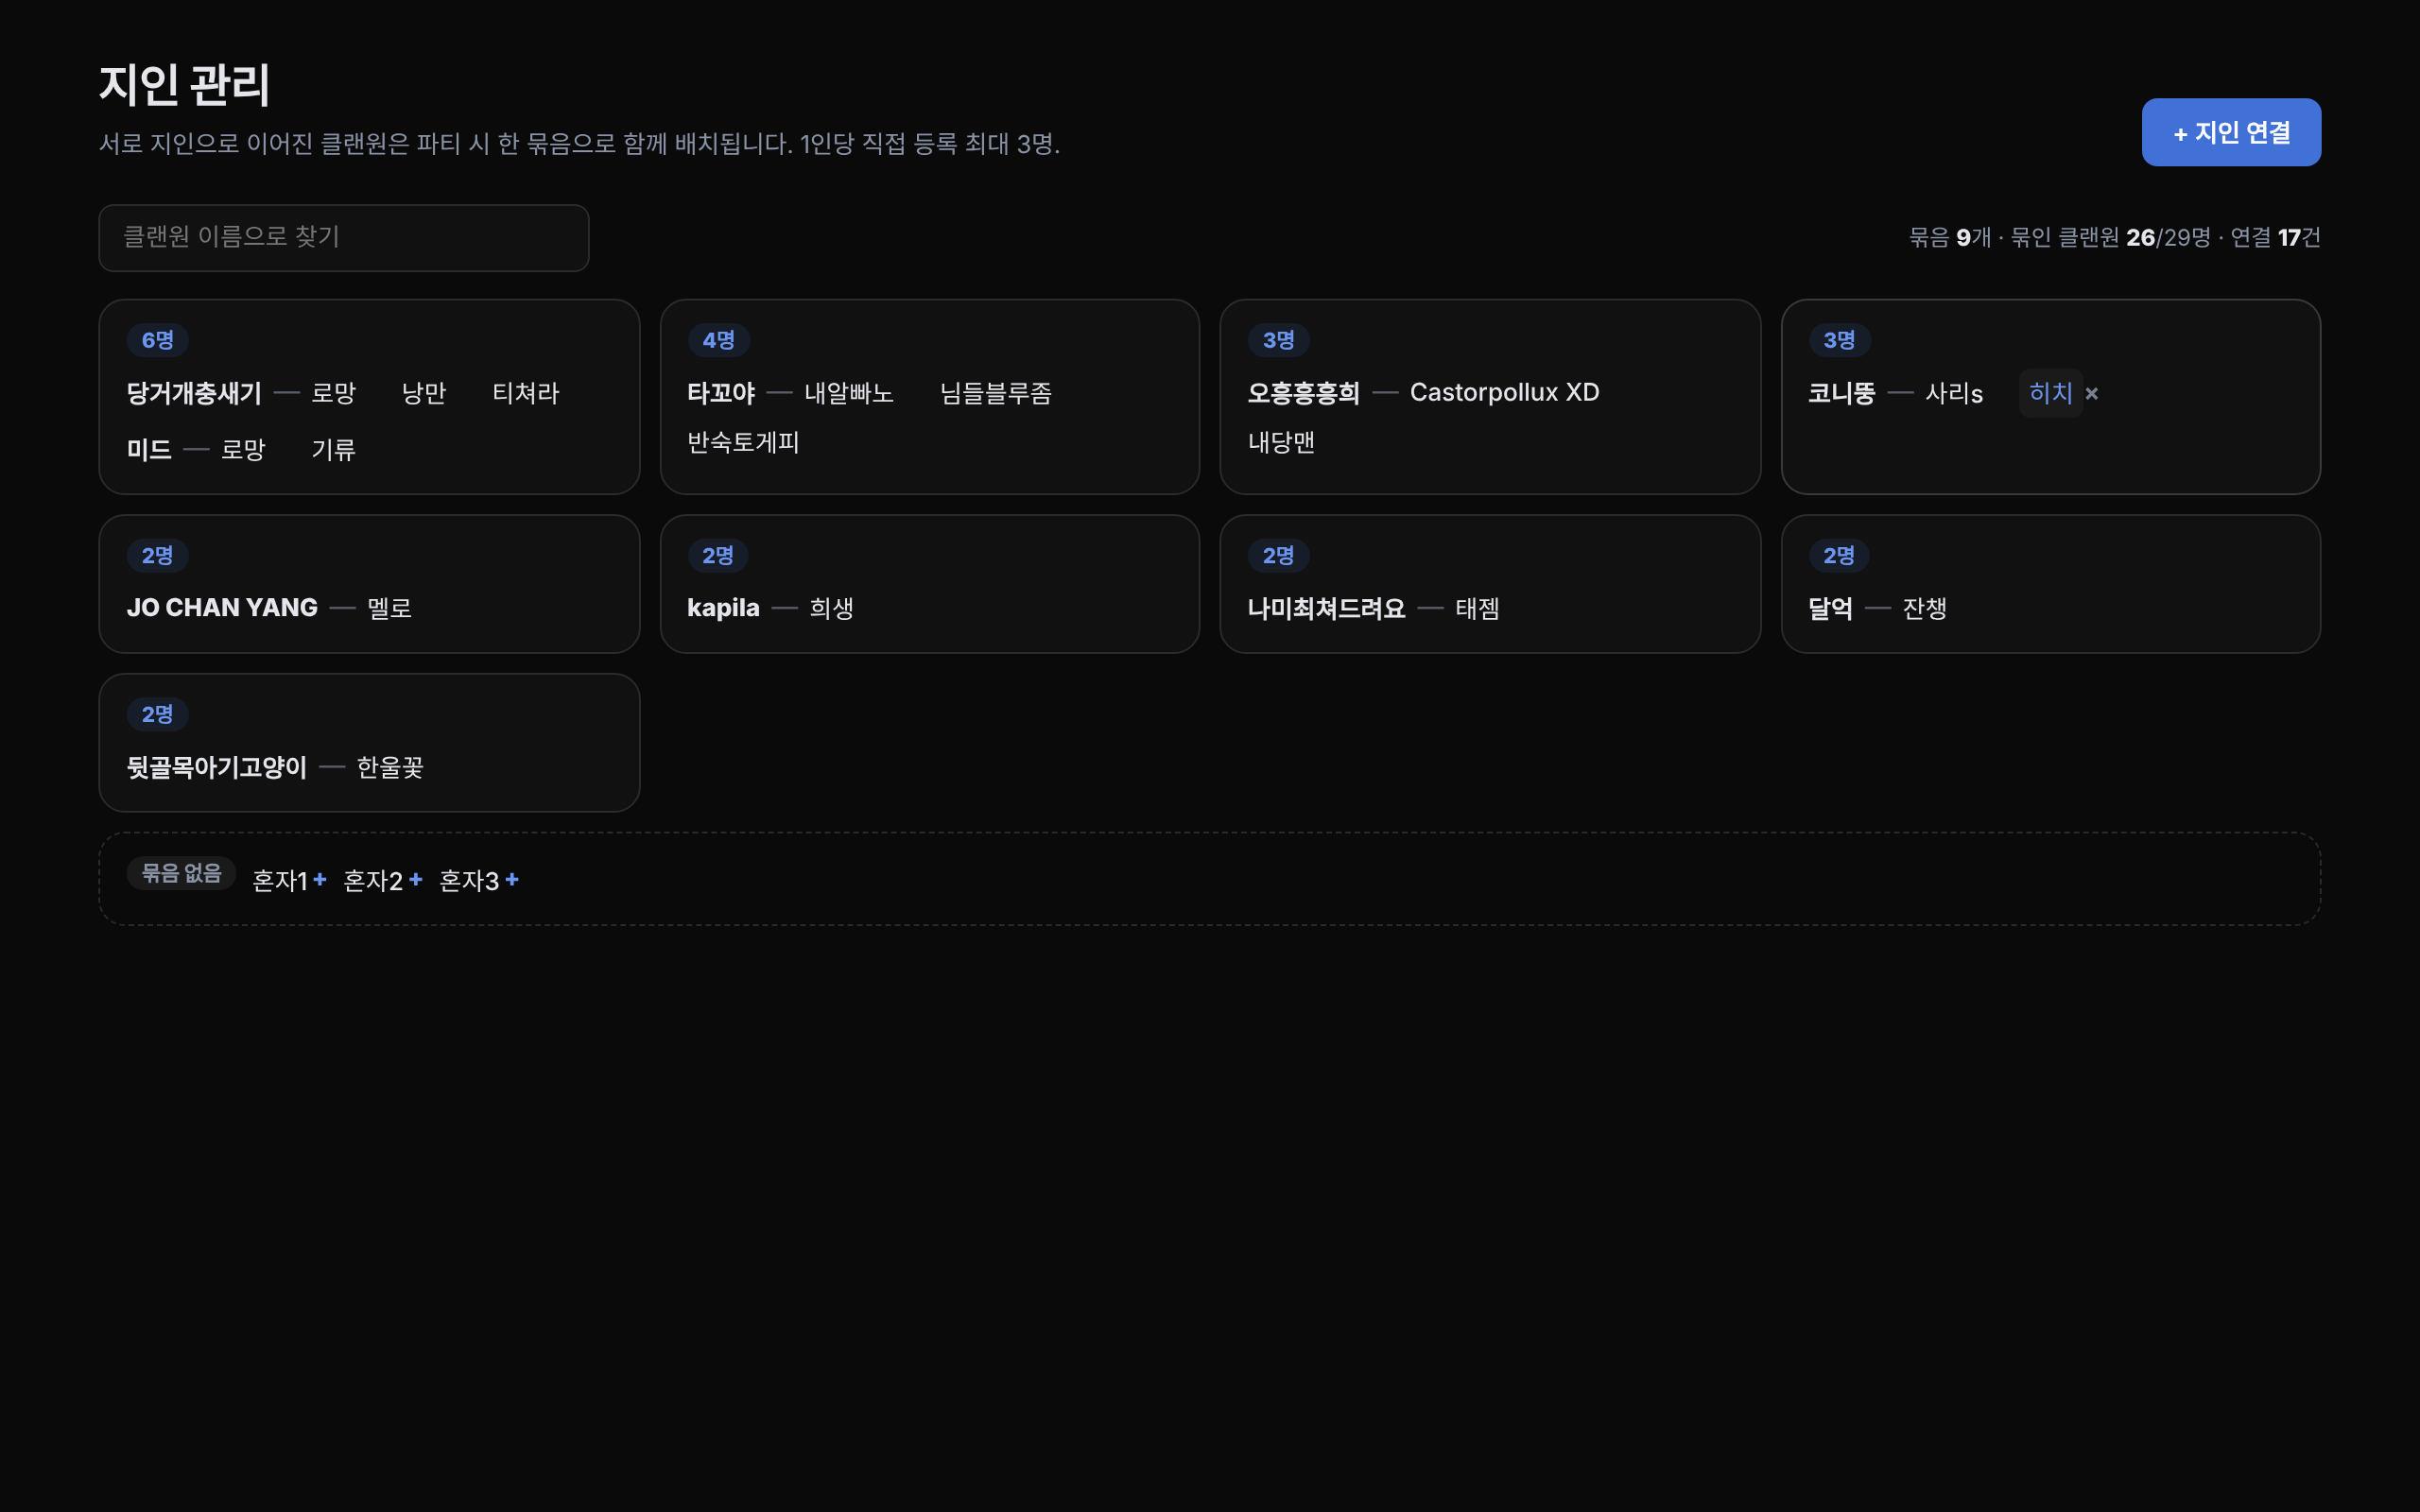 지인 관리
서로 지인으로 이어진 클랜원은 파티 시 한 묶음으로 함께 배치됩니다. 1인당 직접 등록 최대 3명.
+ 지인 연결
클랜원 이름으로 찾기
묶음 9개 · 묶인 클랜원 26/29명 · 연결 17건
6명
당거개충새기 — 로망 낭만 티쳐라
미드 — 로망 기류
4명
타꼬야 — 내알빠노 님들블루좀
반숙토게피
3명
오흥흥흥희 — Castorpollux XD
내당맨
3명
코니뚱 — 사리s 히치 ×
2명
JO CHAN YANG — 멜로
2명
kapila — 희생
2명
나미최쳐드려요 — 태젬
2명
달억 — 잔챙
2명
뒷골목아기고양이 — 한울꽃
묶음 없음 혼자1 + 혼자2 + 혼자3 +